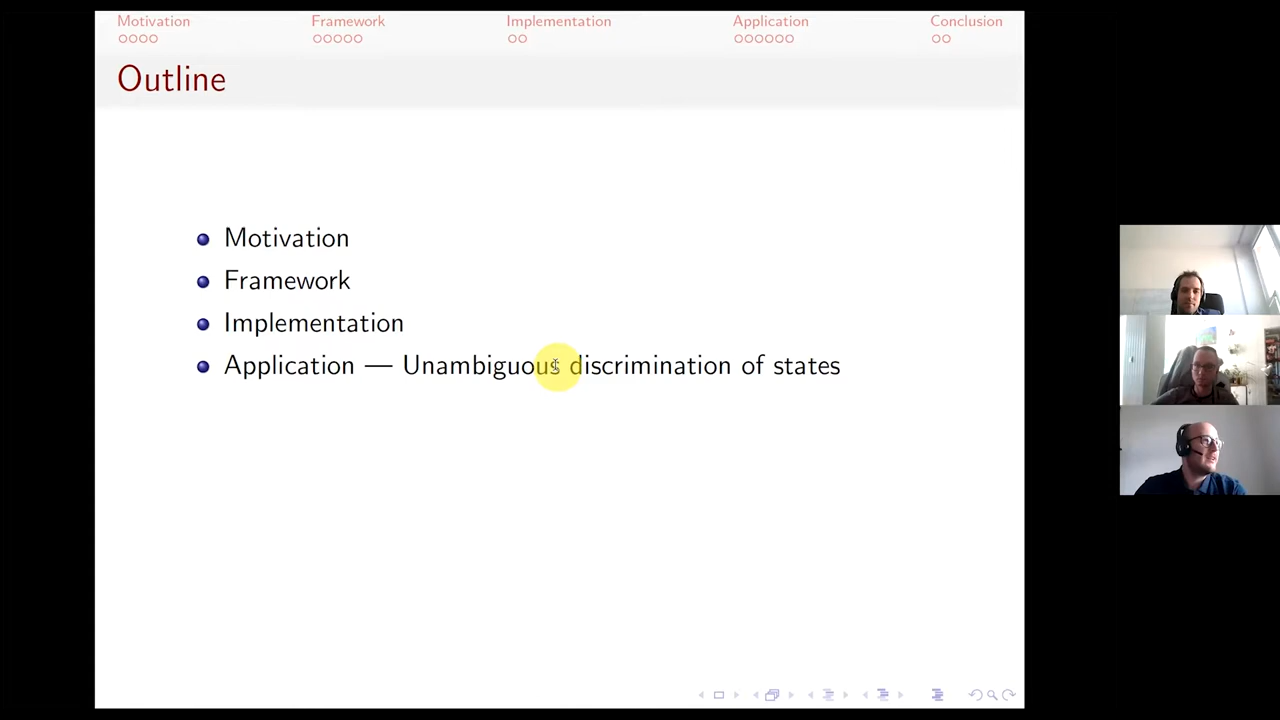 Motivation Framework Implementation Application Conclusion
Outline
Motivation
Framework
Implementation
Application — Unambiguous discrimination of states